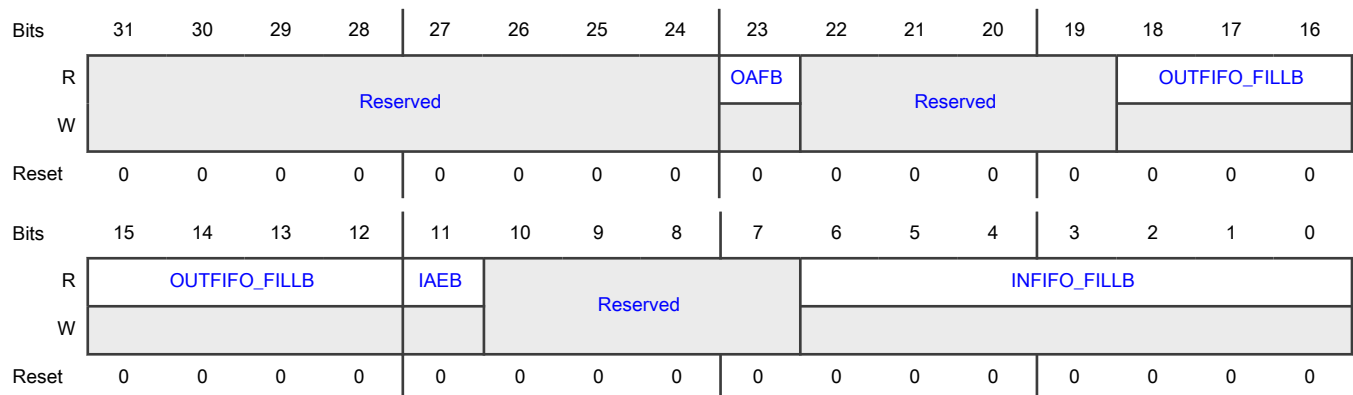 Bits 31 30 29 28 27 26 25 24 23 22 21 20 19 18 17 16
R Reserved OAFB Reserved OUTFIFO_FILLB
W
Reset 0 0 0 0 0 0 0 0 0 0 0 0 0 0 0 0
Bits 15 14 13 12 11 10 9 8 7 6 5 4 3 2 1 0
R OUTFIFO_FILLB IAEB Reserved INFIFO_FILLB
W
Reset 0 0 0 0 0 0 0 0 0 0 0 0 0 0 0 0